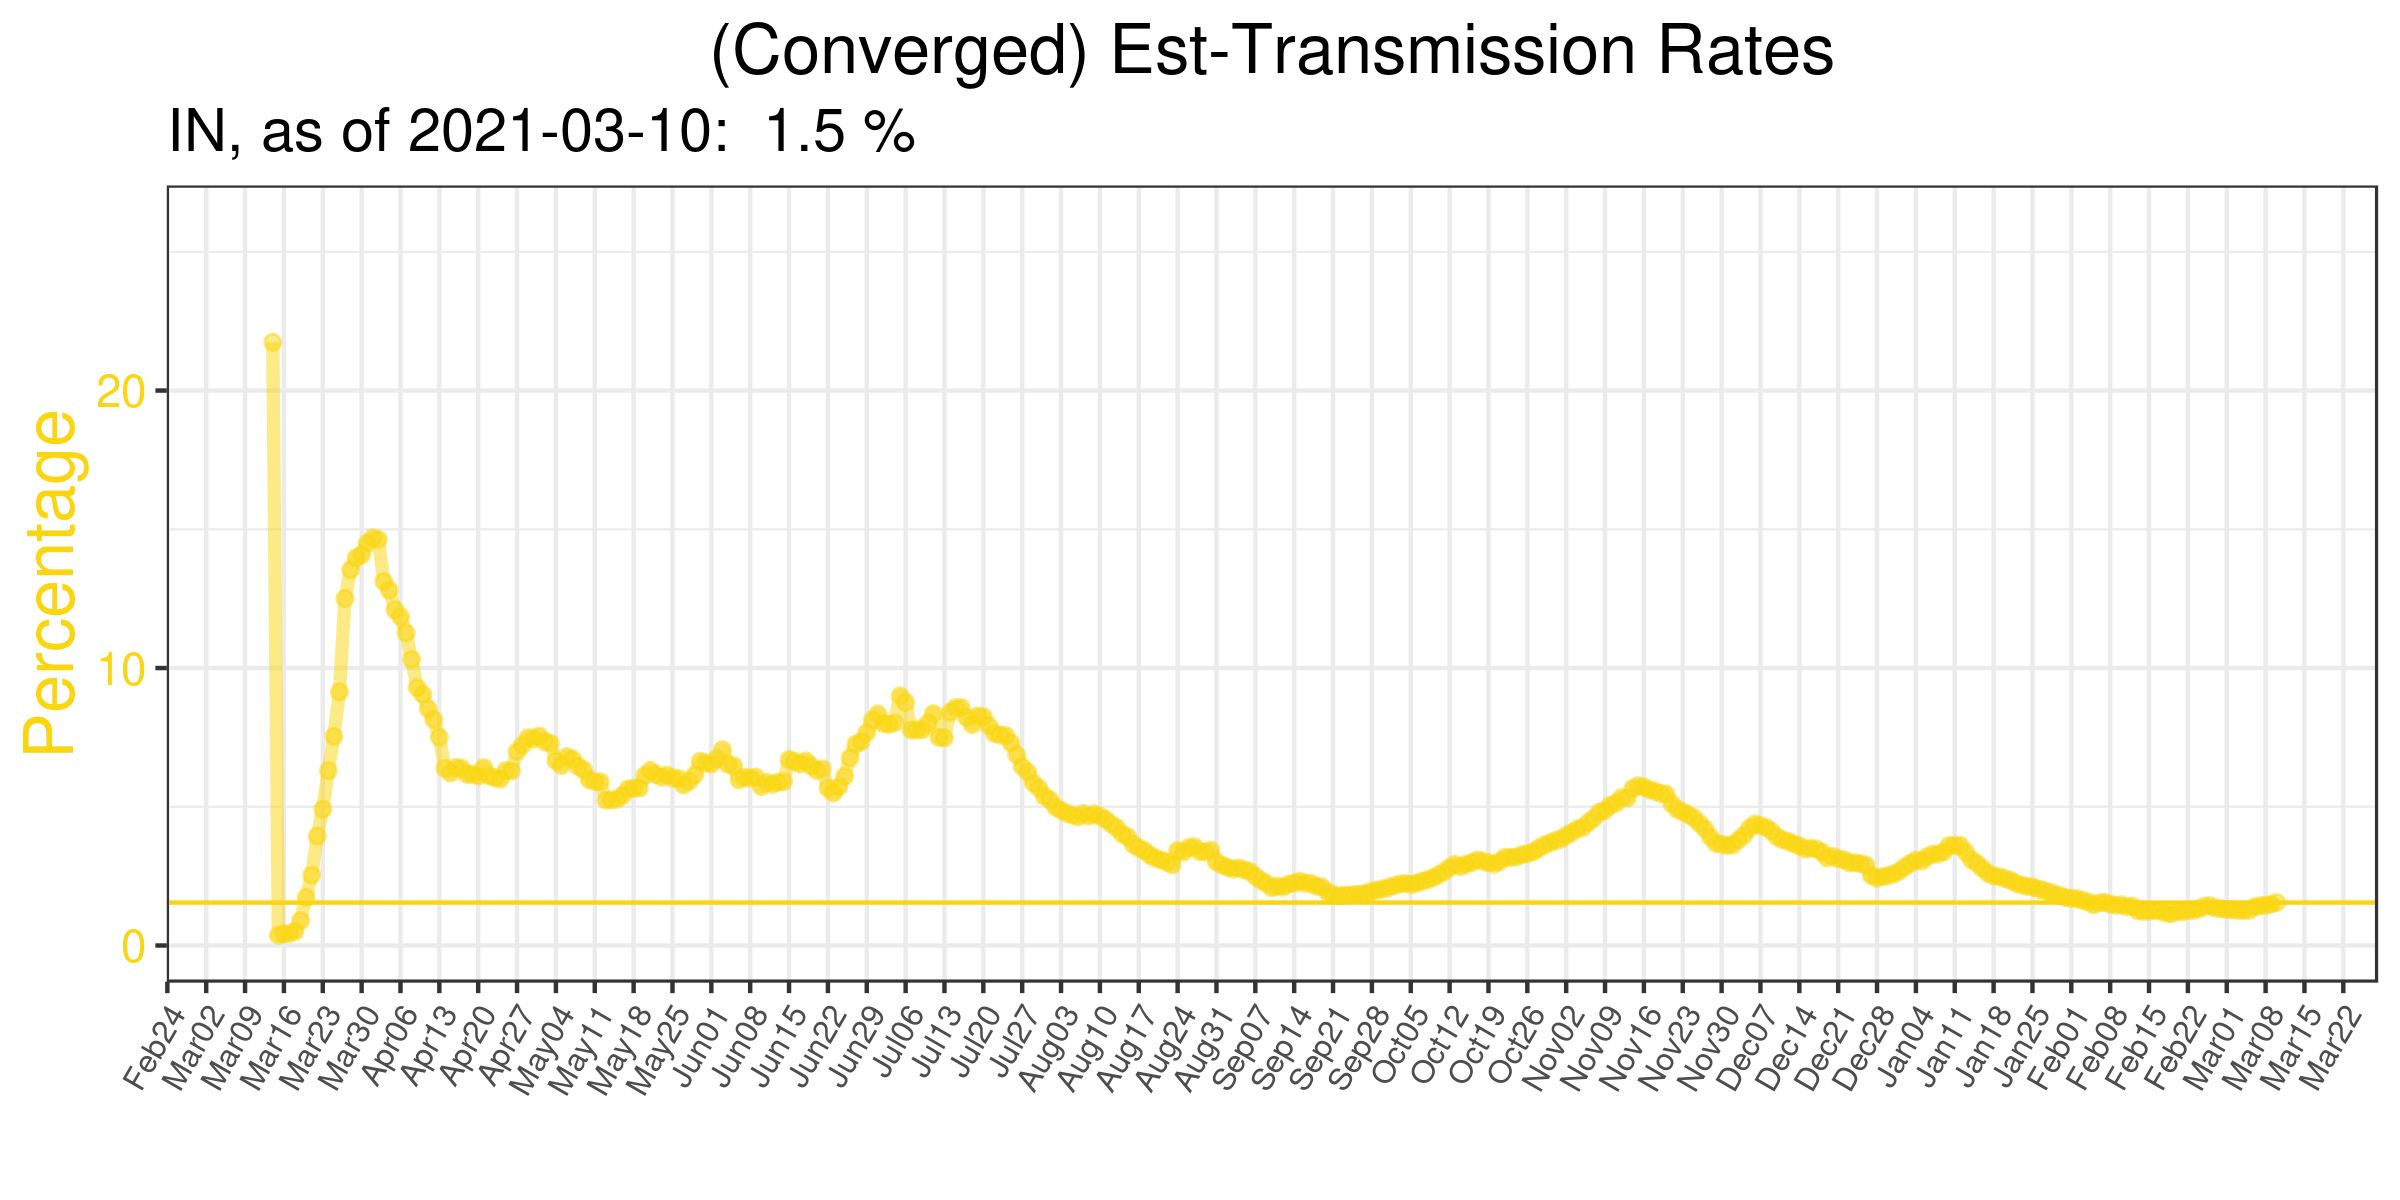 (Converged) Est-Transmission Rates
IN, as of 2021-03-10:  1.5 %
Percentage
20
10
0
Feb24
Mar02
Mar09
Mar16
Mar23
Mar30
Apr06
Apr13
Apr20
Apr27
May04
May11
May18
May25
Jun01
Jun08
Jun15
Jun22
Jun29
Jul06
Jul13
Jul20
Jul27
Aug03
Aug10
Aug17
Aug24
Aug31
Sep07
Sep14
Sep21
Sep28
Oct05
Oct12
Oct19
Oct26
Nov02
Nov09
Nov16
Nov23
Nov30
Dec07
Dec14
Dec21
Dec28
Jan04
Jan11
Jan18
Jan25
Feb01
Feb08
Feb15
Feb22
Mar01
Mar08
Mar15
Mar22